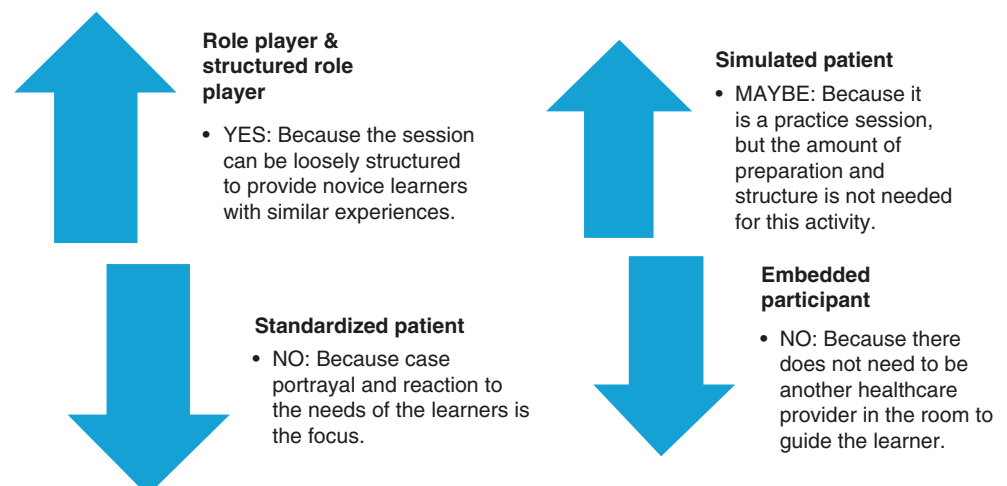 Role player &
structured role
player
• YES: Because the session
can be loosely structured
to provide novice learners
with similar experiences.
Standardized patient
• NO: Because case
portrayal and reaction to
the needs of the learners is
the focus.
Simulated patient
• MAYBE: Because it
is a practice session,
but the amount of
preparation and
structure is not needed
for this activity.
Embedded
participant
• NO: Because there
does not need to be
another healthcare
provider in the room to
guide the learner.